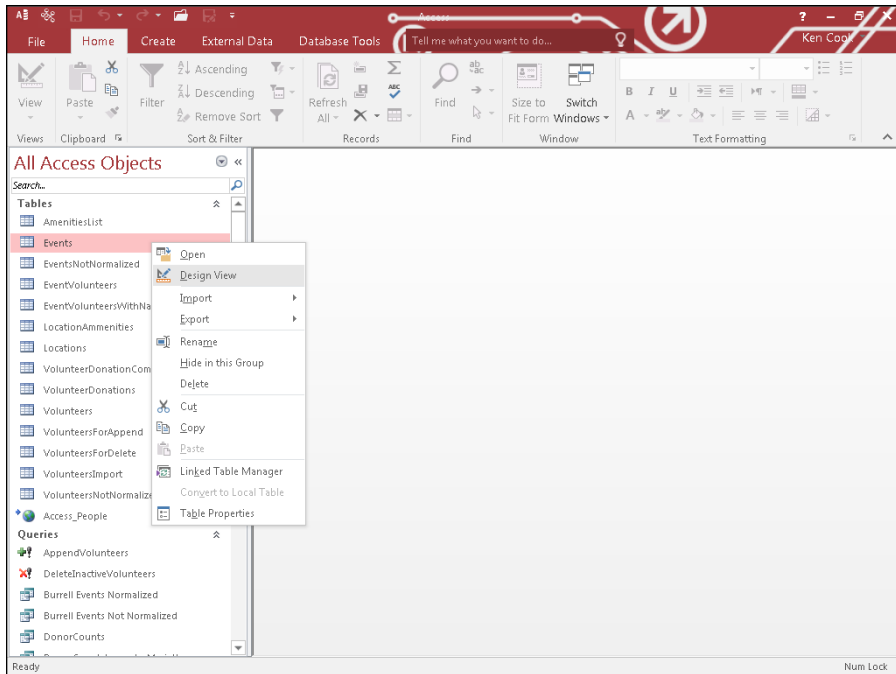 Access
Ken Cook
File Home Create External Data Database Tools Tell me what you want to do...
View
Paste
Filter
Ascending
Descending
Remove Sort
Refresh All
Find
Size to Fit Form
Switch Windows
B I U
A
Views Clipboard Sort & Filter Records Find Window Text Formatting
All Access Objects
Search...
Tables
AmenitiesList
Events
EventsNotNormalized
EventVolunteers
EventVolunteersWithNa
LocationAmmenities
Locations
VolunteerDonationCom
VolunteerDonations
Volunteers
VolunteersForAppend
VolunteersForDelete
VolunteersImport
VolunteersNotNormalize
Access_People
Queries
AppendVolunteers
DeleteInactiveVolunteers
Burrell Events Normalized
Burrell Events Not Normalized
DonorCounts
Open
Design View
Import
Export
Rename
Hide in this Group
Delete
Cut
Copy
Paste
Linked Table Manager
Convert to Local Table
Table Properties
Ready
Num Lock